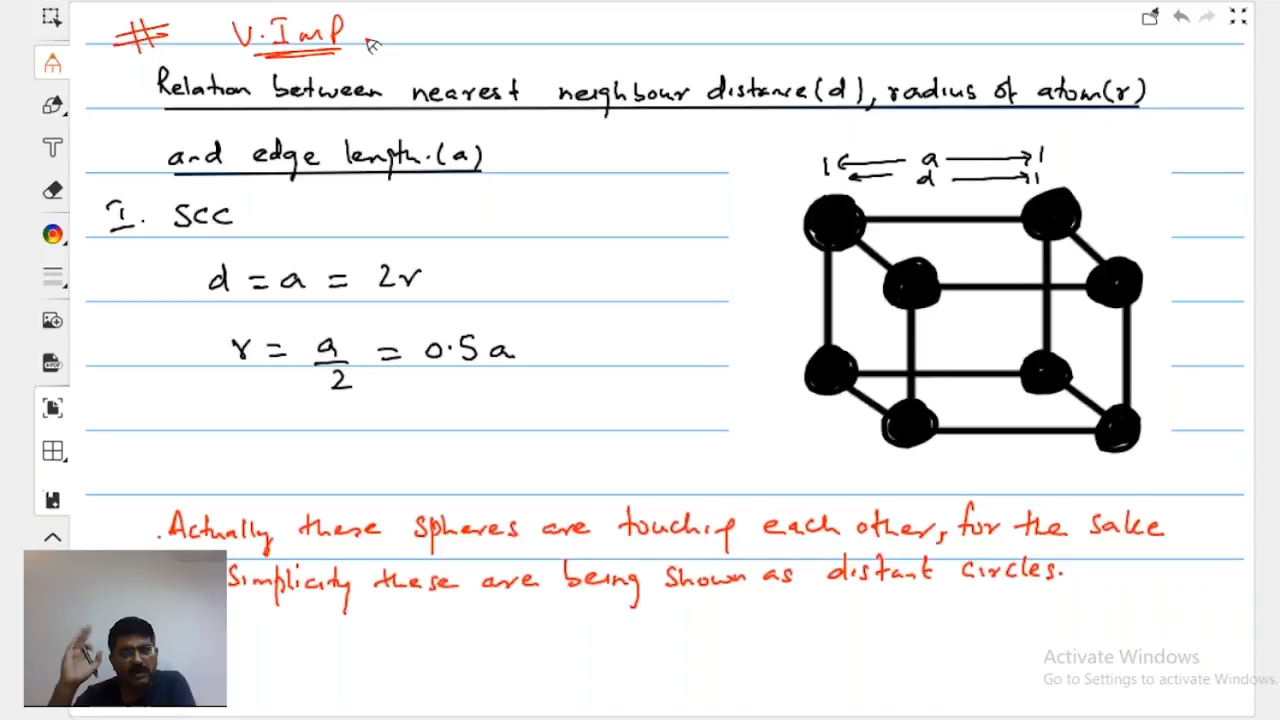 # V.Imp
Relation between nearest neighbour distance(d), radius of atom(r)
and edge length.(a)
a
d
I. SCC
d = a = 2r
r = a/2 = 0.5a
.Actually these spheres are touching each other, for the sake
simplicity these are being shown as distant circles.
Activate Windows
Go to Settings to activate Windows.